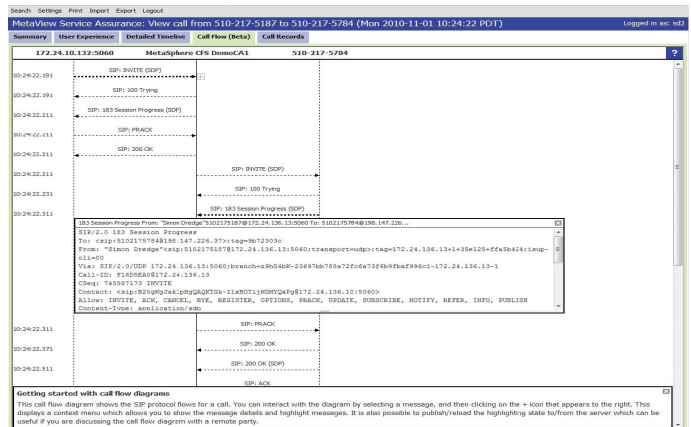 Search Settings Print Import Export Logout
MetaView Service Assurance: View call from 510-217-5187 to 510-217-5784 (Mon 2010-11-01 10:24:22 PDT) Logged in as: sd2
Summary User Experience Detailed Timeline Call Flow (Beta) Call Records
172.24.10.132:5060 MetaSphere CFS DemoCA1 510-217-5784 ?
SIP: INVITE (SDP)
10:24:22.191
SIP: 100 Trying
10:24:22.191
SIP: 183 Session Progress (SDP)
10:24:22.211
SIP: PRACK
10:24:22.211
SIP: 200 OK
10:24:22.211
SIP: INVITE (SDP)
10:24:22.211
SIP: 100 Trying
10:24:22.231
SIP: 183 Session Progress (SDP)
10:24:22.311
183 Session Progress From: "Simon Dredge"5102175187@172.24.136.13:5060 To: 5102175784@198.147.226...
SIP/2.0 183 Session Progress
To: <sip:5102175784@198.147.226.37>;tag=9b72303c
From: "Simon Dredge"<sip:5102175187@172.24.136.13:5060;transport=udp>;tag=172.24.136.13+1+35e125+ffa5b424;isup-
oli=00
Via: SIP/2.0/UDP 172.24.136.13:5060;branch=z9hG4bK-23697bb788a72fc6a73f6b9fbaf996c1-172.24.136.13-1
Call-ID: F16D5EA0@172.24.136.13
CSeq: 745587173 INVITE
Contact: @172.24.136.10:5060>
Allow: INVITE, ACK, CANCEL, BYE, REGISTER, OPTIONS, PRACK, UPDATE, SUBSCRIBE, NOTIFY, REFER, INFO, PUBLISH
Content-Type: application/sdp
SIP: PRACK
10:24:22.311
SIP: 200 OK
10:24:22.371
SIP: 200 OK (SDP)
10:24:22.511
SIP: ACK
Getting started with call flow diagrams
This call flow diagram shows the SIP protocol flows for a call. You can interact with the diagram by selecting a message, and then clicking on the + icon that appears to the right. This
displays a context menu which allows you to show the message details and highlight messages. It is also possible to publish/reload the highlighting state to/from the server which can be
useful if you are discussing the call flow diagram with a remote party.